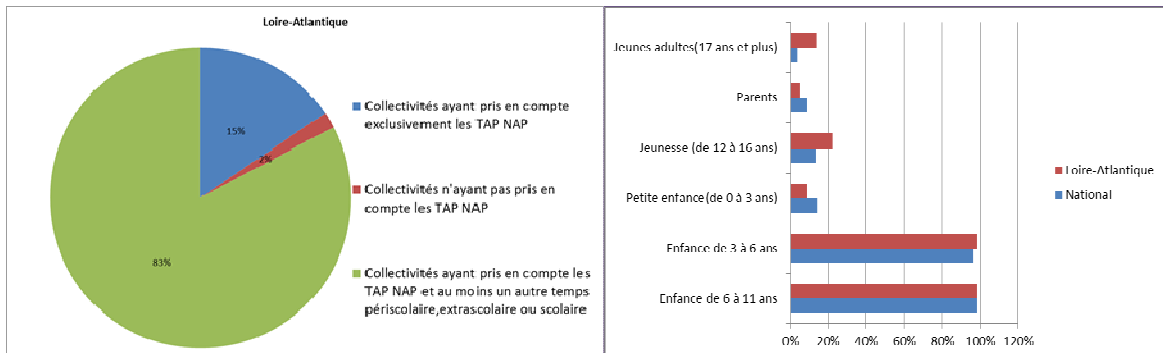 Loire-Atlantique
15%
2%
83%
Collectivités ayant pris en compte
exclusivement les TAP NAP
Collectivités n'ayant pas pris en
compte les TAP NAP
Collectivités ayant pris en compte les
TAP NAP et au moins un autre temps
périscolaire,extrascolaire ou scolaire
Jeunes adultes(17 ans et plus)
Parents
Jeunesse (de 12 à 16 ans)
Petite enfance(de 0 à 3 ans)
Enfance de 3 à 6 ans
Enfance de 6 à 11 ans
0% 20% 40% 60% 80% 100% 120%
Loire-Atlantique
National